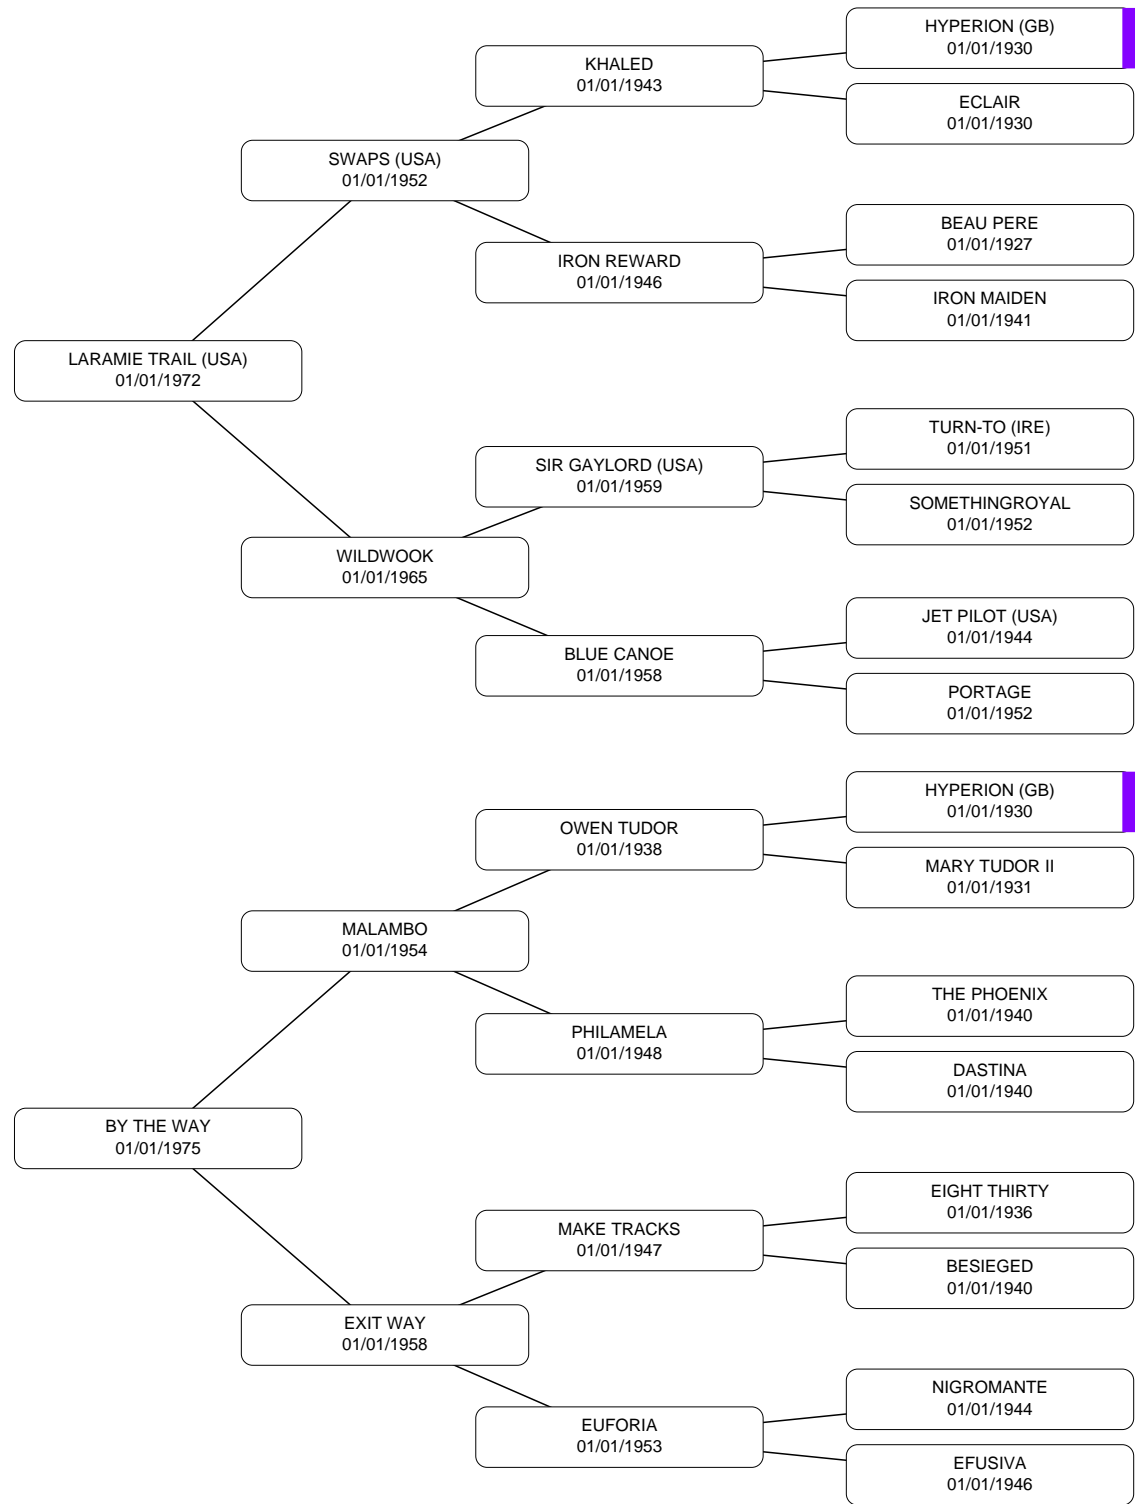 HYPERION (GB)
01/01/1930
KHALED
01/01/1943
ECLAIR
01/01/1930
SWAPS (USA)
01/01/1952
BEAU PERE
01/01/1927
IRON REWARD
01/01/1946
IRON MAIDEN
01/01/1941
LARAMIE TRAIL (USA)
01/01/1972
TURN-TO (IRE)
01/01/1951
SIR GAYLORD (USA)
01/01/1959
SOMETHINGROYAL
01/01/1952
WILDWOOK
01/01/1965
JET PILOT (USA)
01/01/1944
BLUE CANOE
01/01/1958
PORTAGE
01/01/1952
HYPERION (GB)
01/01/1930
OWEN TUDOR
01/01/1938
MARY TUDOR II
01/01/1931
MALAMBO
01/01/1954
THE PHOENIX
01/01/1940
PHILAMELA
01/01/1948
DASTINA
01/01/1940
BY THE WAY
01/01/1975
EIGHT THIRTY
01/01/1936
MAKE TRACKS
01/01/1947
BESIEGED
01/01/1940
EXIT WAY
01/01/1958
NIGROMANTE
01/01/1944
EUFORIA
01/01/1953
EFUSIVA
01/01/1946